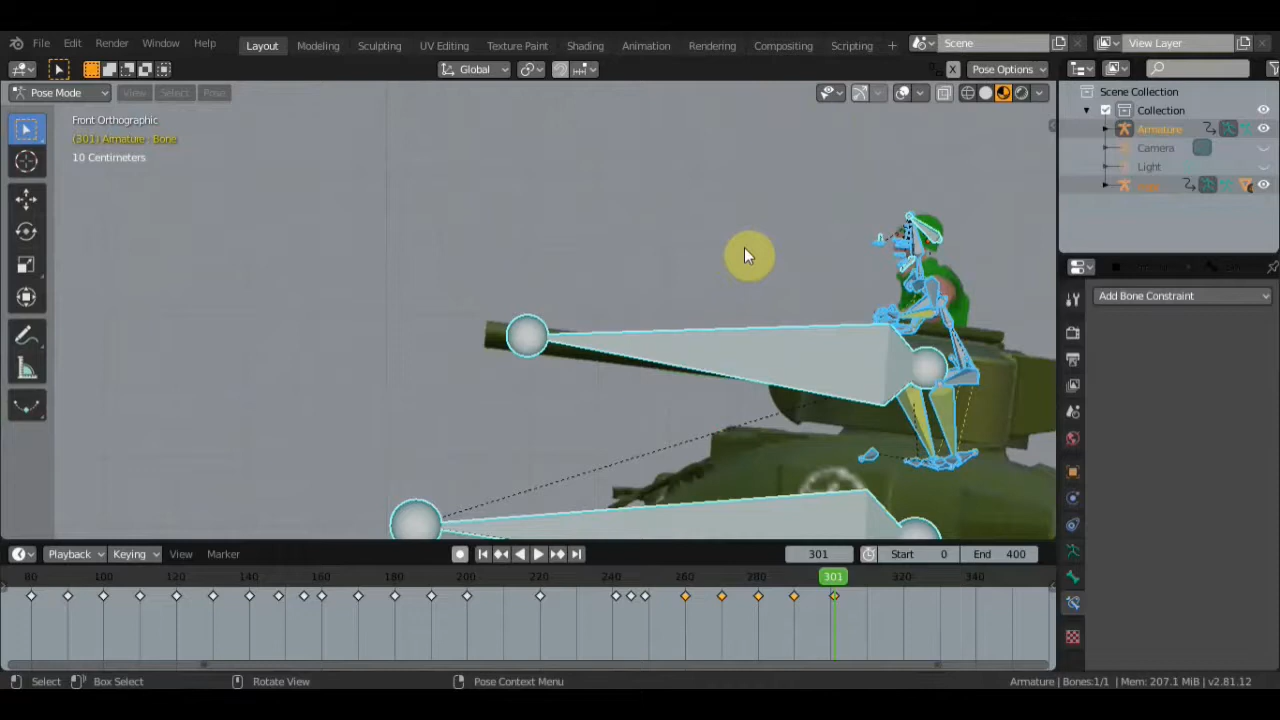 File Edit Render Window Help Layout Modeling Sculpting UV Editing Texture Paint Shading Animation Rendering Compositing Scripting + Scene View Layer
Global X Pose Options
Pose Mode View Select Pose
Front Orthographic
(301) Armature : Bone
10 Centimeters
Scene Collection
Collection
Armature
Camera
Light
Add Bone Constraint
Playback Keying View Marker 301 Start 0 End 400
80 100 120 140 160 180 200 220 240 260 280 301 320 340
Select Box Select Rotate View Pose Context Menu Armature | Bones:1/1 | Mem: 207.1 MiB | v2.81.12